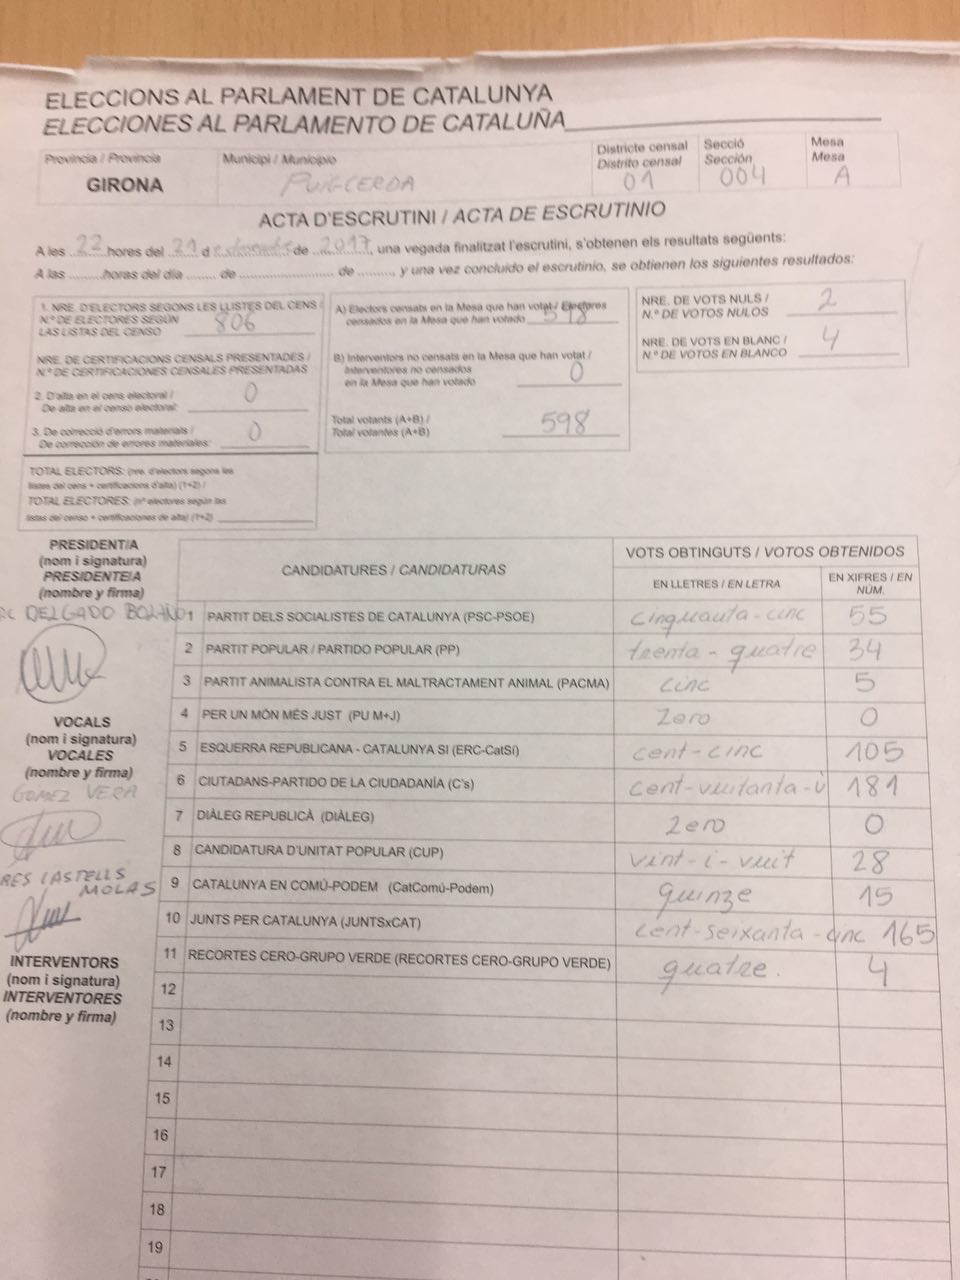 ELECCIONS AL PARLAMENT DE CATALUNYA
ELECCIONES AL PARLAMENTO DE CATALUÑA
Província / Provincia
GIRONA
Municipi / Municipio
PUIGCERDA
Districte censal
Distrito censal
01
Secció
Sección
004
Mesa
Mesa
A
ACTA D'ESCRUTINI / ACTA DE ESCRUTINIO
A les 22 hores del 21 d desembre de 2017, una vegada finalitzat l'escrutini, s'obtenen els resultats següents:
A las ......... horas del día ....... de ........................ de ........, y una vez concluido el escrutinio, se obtienen los siguientes resultados:
1. NRE. D'ELECTORS SEGONS LES LLISTES DEL CENS /
N.º DE ELECTORES SEGÚN
LAS LISTAS DEL CENSO 806
NRE. DE CERTIFICACIONS CENSALS PRESENTADES /
N.º DE CERTIFICACIONES CENSALES PRESENTADAS
2. D'alta en el cens electoral /
De alta en el censo electoral: 0
3. De correcció d'errors materials /
De corrección de errores materiales: 0
TOTAL ELECTORS: (nre. d'electors segons les
llistes del cens + certificacions d'alta) (1+2) /
TOTAL ELECTORES: (nº electores según las
listas del censo + certificaciones de alta) (1+2)
A) Electors censats en la Mesa que han votat / Electores
censados en la Mesa que han votado 598
B) Interventors no censats en la Mesa que han votat /
Interventores no censados
en la Mesa que han votado 0
Total votants (A+B) /
Total votantes (A+B) 598
NRE. DE VOTS NULS /
N.º DE VOTOS NULOS 2
NRE. DE VOTS EN BLANC /
N.º DE VOTOS EN BLANCO 4
PRESIDENT/A
(nom i signatura)
PRESIDENTE/A
(nombre y firma)
DELGADO BOLAÑO
VOCALS
(nom i signatura)
VOCALES
(nombre y firma)
GOMEZ VERA
RES CASTELLS
MOLAS
INTERVENTORS
(nom i signatura)
INTERVENTORES
(nombre y firma)
CANDIDATURES / CANDIDATURAS
VOTS OBTINGUTS / VOTOS OBTENIDOS
EN LLETRES / EN LETRA
EN XIFRES / EN
NÚM.
1 PARTIT DELS SOCIALISTES DE CATALUNYA (PSC-PSOE) cinquanta-cinc 55
2 PARTIT POPULAR / PARTIDO POPULAR (PP) trenta-quatre 34
3 PARTIT ANIMALISTA CONTRA EL MALTRACTAMENT ANIMAL (PACMA) cinc 5
4 PER UN MÓN MÉS JUST (PU M+J) zero 0
5 ESQUERRA REPUBLICANA - CATALUNYA SI (ERC-CatSí) cent-cinc 105
6 CIUTADANS-PARTIDO DE LA CIUDADANÍA (C's) cent-vuitanta-ù 181
7 DIÀLEG REPUBLICÀ (DIÀLEG) zero 0
8 CANDIDATURA D'UNITAT POPULAR (CUP) vint-i-vuit 28
9 CATALUNYA EN COMÚ-PODEM (CatComú-Podem) quinze 15
10 JUNTS PER CATALUNYA (JUNTSxCAT) cent-seixanta-cinc 165
11 RECORTES CERO-GRUPO VERDE (RECORTES CERO-GRUPO VERDE) quatre. 4
12
13
14
15
16
17
18
19